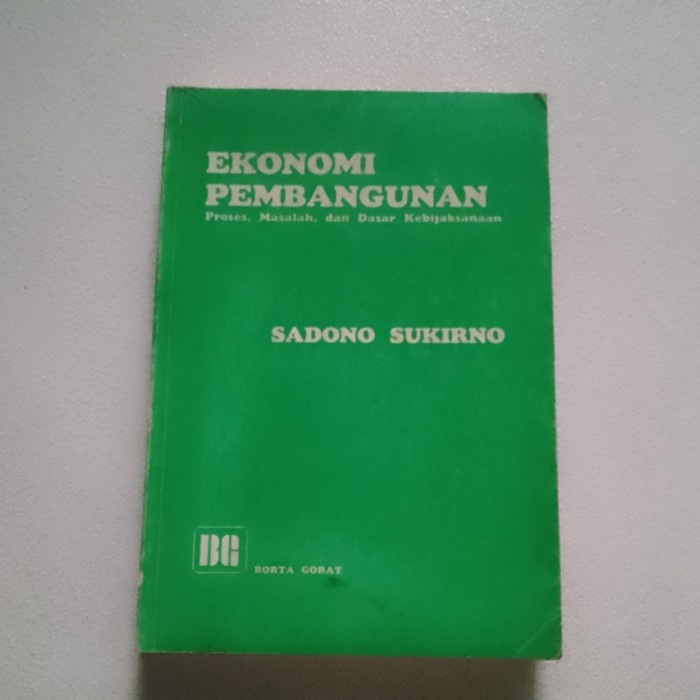 EKONOMI
PEMBANGUNAN
Proses, Masalah, dan Dasar Kebijaksanaan
SADONO SUKIRNO
BG
BORTA GORAT